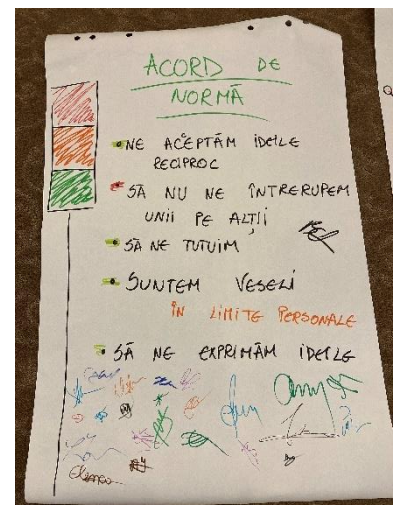 ACORD DE
NORMĂ
NE ACĚPTĂM IDEILE
RECIPROC
SĂ NU NE ÎNTRERUPEM
UNII PE ALȚII
SĂ NE TUTUIM
SUNTEM VESELI
ÎN LIMITE PERSONALE
SĂ NE EXPRIMĂM IDEILE